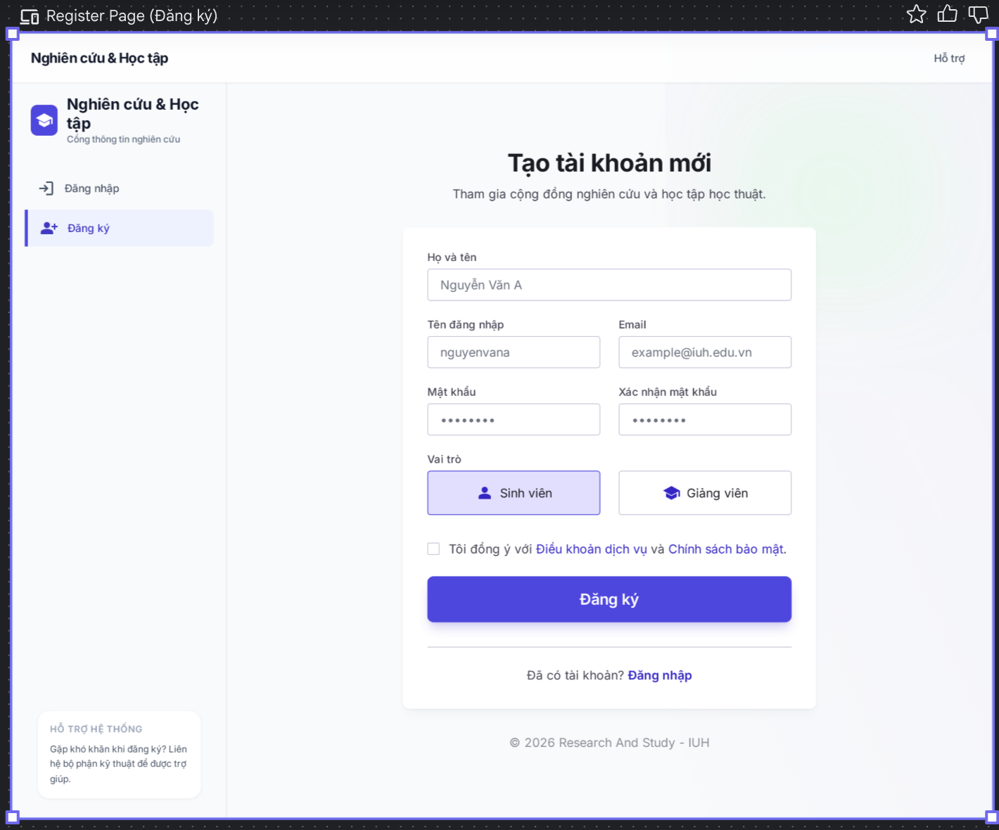 Register Page (Đăng ký)
Nghiên cứu & Học tập
Hỗ trợ
Nghiên cứu & Học
tập
Cổng thông tin nghiên cứu
Đăng nhập
Đăng ký
Tạo tài khoản mới
Tham gia cộng đồng nghiên cứu và học tập học thuật.
Họ và tên
Nguyễn Văn A
Tên đăng nhập
Email
nguyenvana
example@iuh.edu.vn
Mật khẩu
Xác nhận mật khẩu
••••••••
••••••••
Vai trò
Sinh viên
Giảng viên
Tôi đồng ý với Điều khoản dịch vụ và Chính sách bảo mật.
Đăng ký
Đã có tài khoản? Đăng nhập
HỖ TRỢ HỆ THỐNG
Gặp khó khăn khi đăng ký? Liên
hệ bộ phận kỹ thuật để được trợ
giúp.
© 2026 Research And Study - IUH